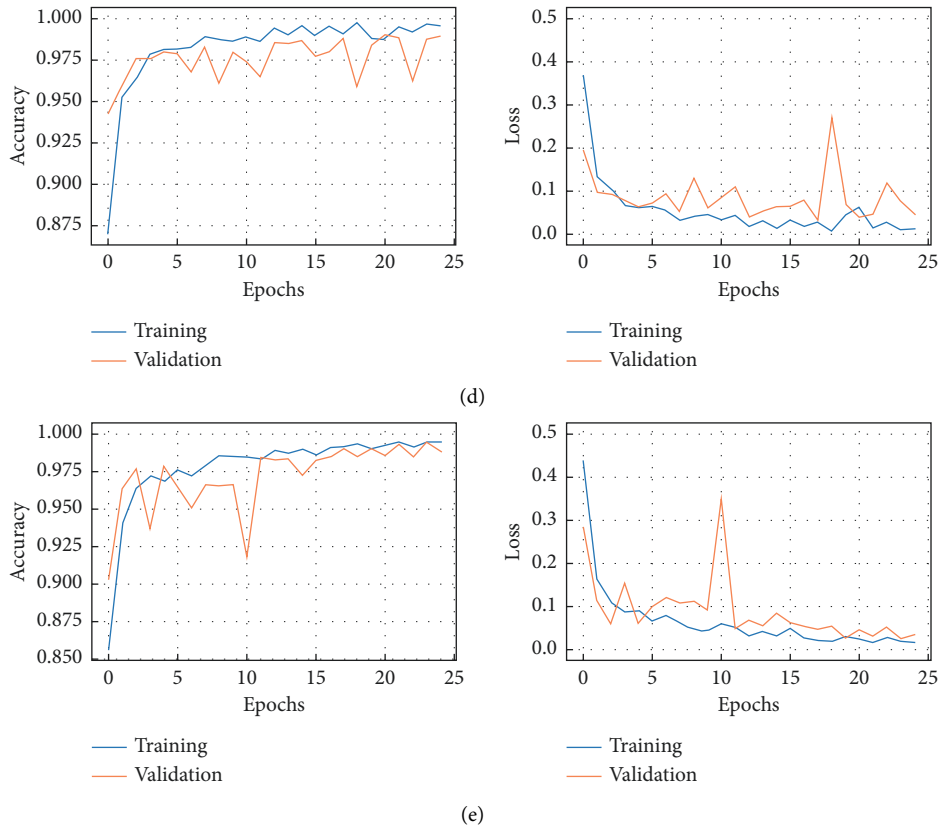 Accuracy
1.000
0.975
0.950
0.925
0.900
0.875
0 5 10 15 20 25
Epochs
Training
Validation
Loss
0.5
0.4
0.3
0.2
0.1
0.0
0 5 10 15 20 25
Epochs
Training
Validation
(d)
Accuracy
1.000
0.975
0.950
0.925
0.900
0.875
0.850
0 5 10 15 20 25
Epochs
Training
Validation
Loss
0.5
0.4
0.3
0.2
0.1
0.0
0 5 10 15 20 25
Epochs
Training
Validation
(e)